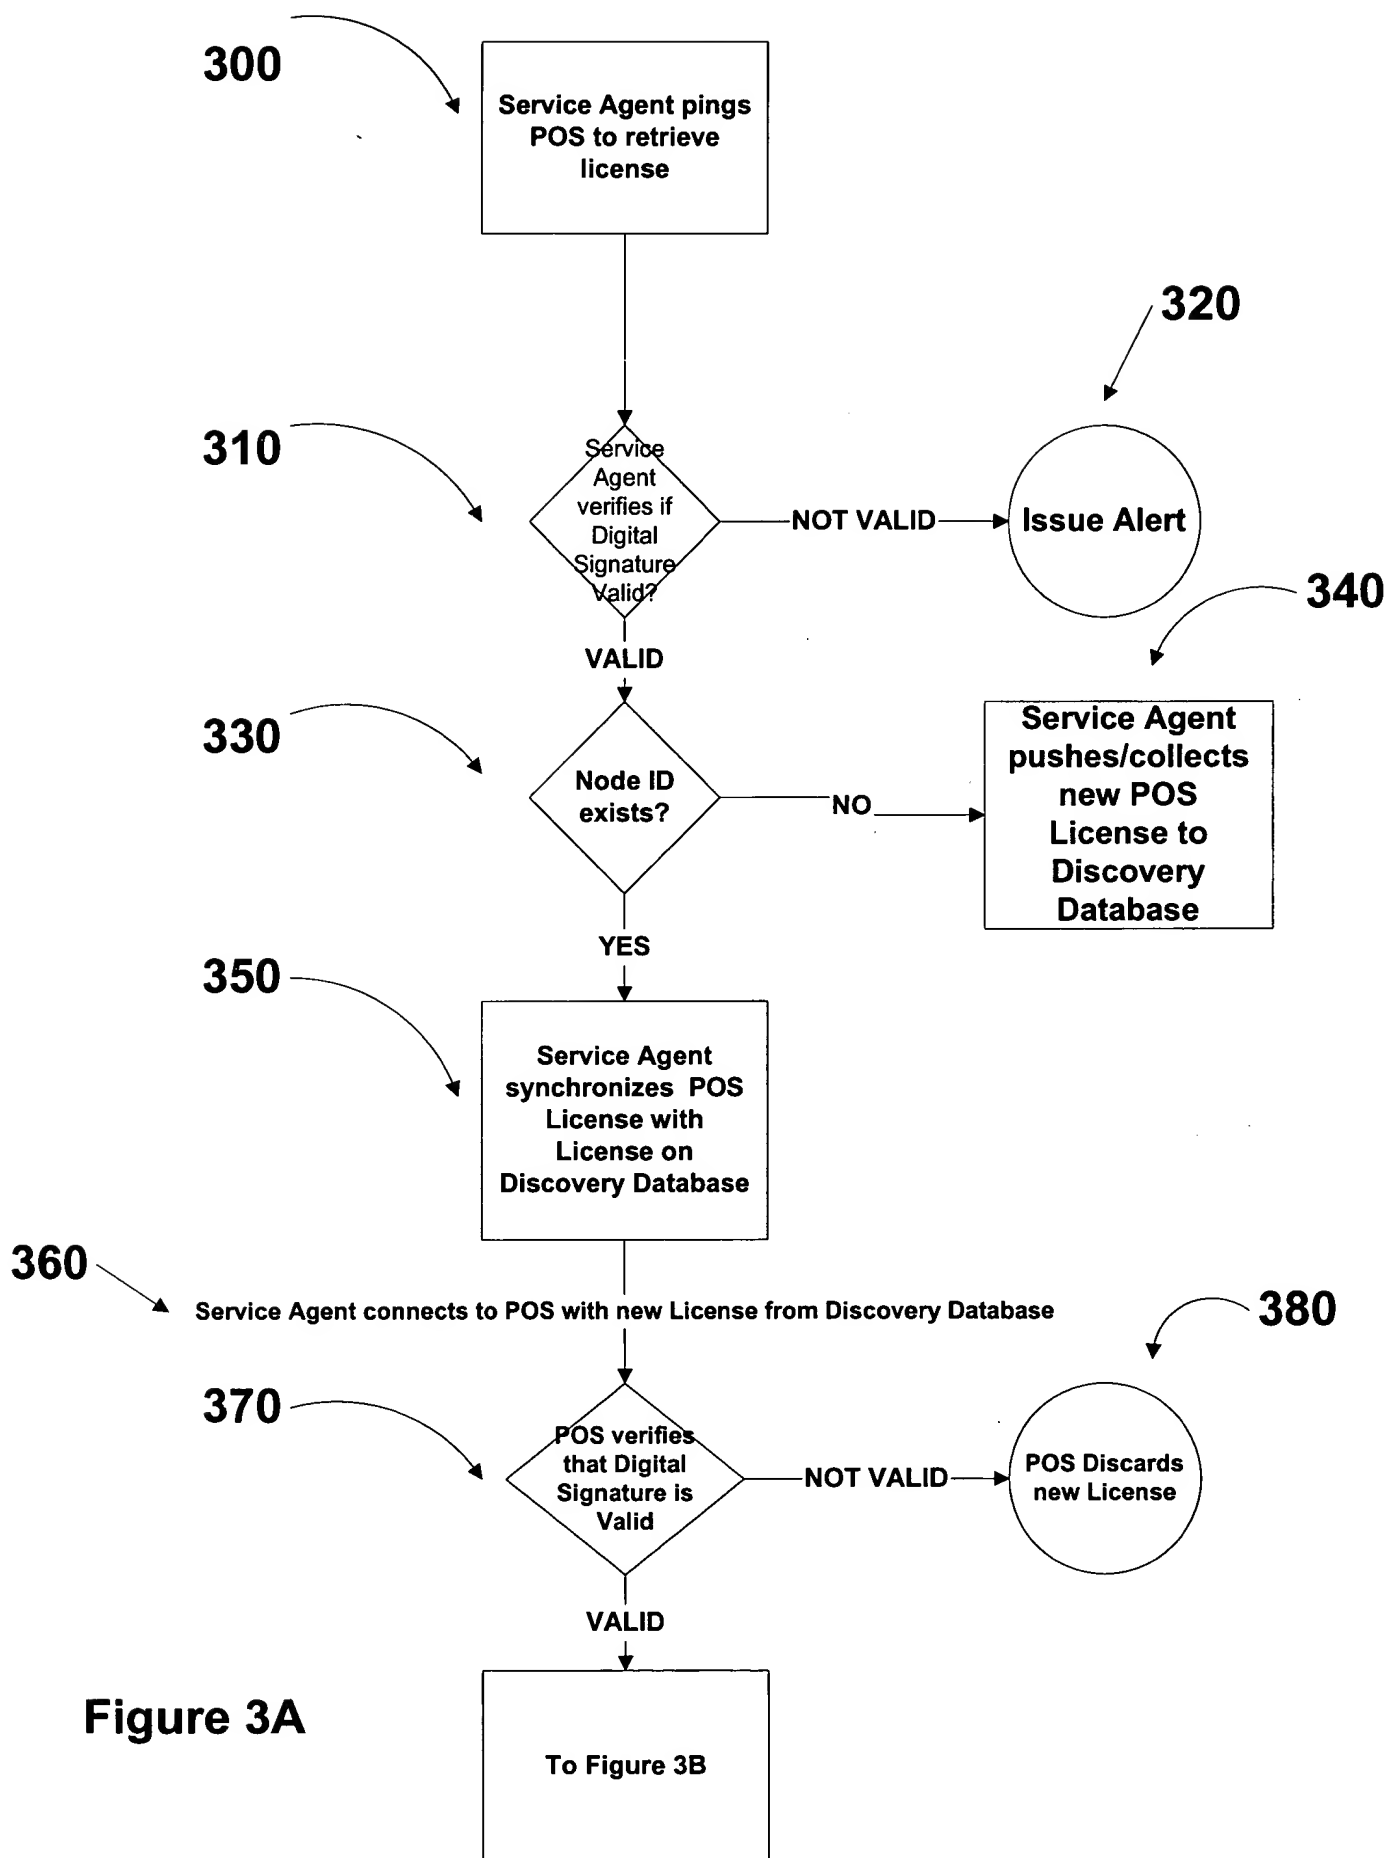 300
Service Agent pings
POS to retrieve
license
320
310
Service
Agent
verifies if
Digital
Signature
Valid?
NOT VALID
Issue Alert
340
VALID
330
Node ID
exists?
NO
Service Agent
pushes/collects
new POS
License to
Discovery
Database
YES
350
Service Agent
synchronizes POS
License with
License on
Discovery Database
360
Service Agent connects to POS with new License from Discovery Database
380
370
POS verifies
that Digital
Signature is
Valid
NOT VALID
POS Discards
new License
VALID
Figure 3A
To Figure 3B